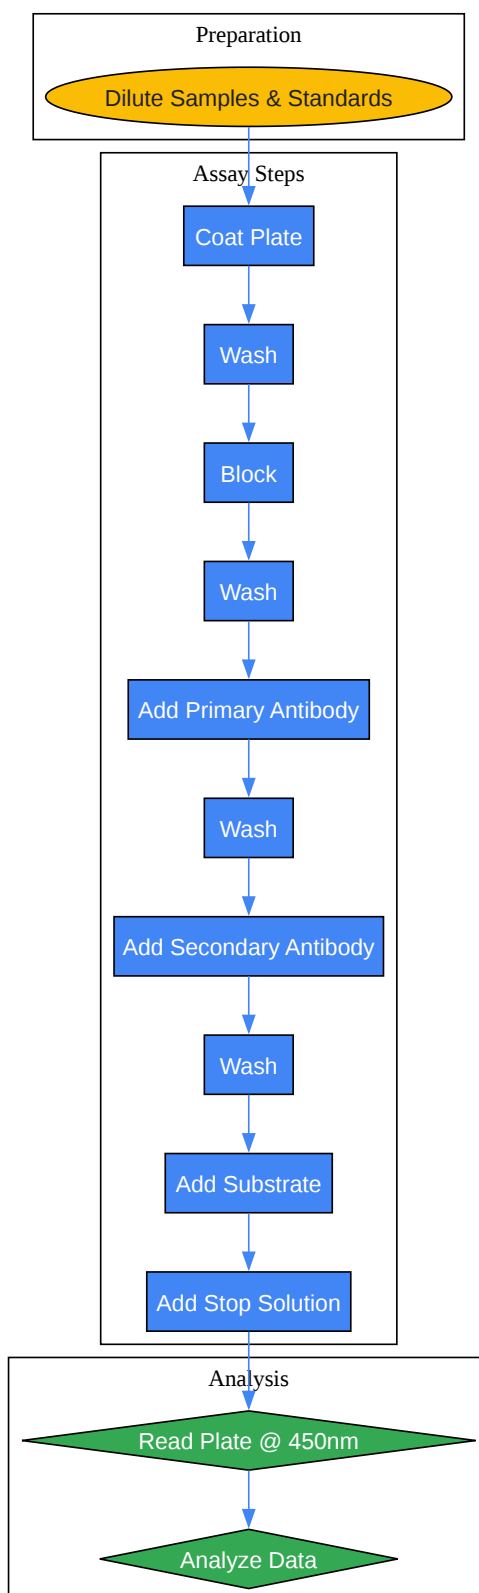 Preparation
Dilute Samples & Standards
Assay Steps
Coat Plate
Wash
Block
Wash
Add Primary Antibody
Wash
Add Secondary Antibody
Wash
Add Substrate
Add Stop Solution
Analysis
Read Plate @ 450nm
Analyze Data